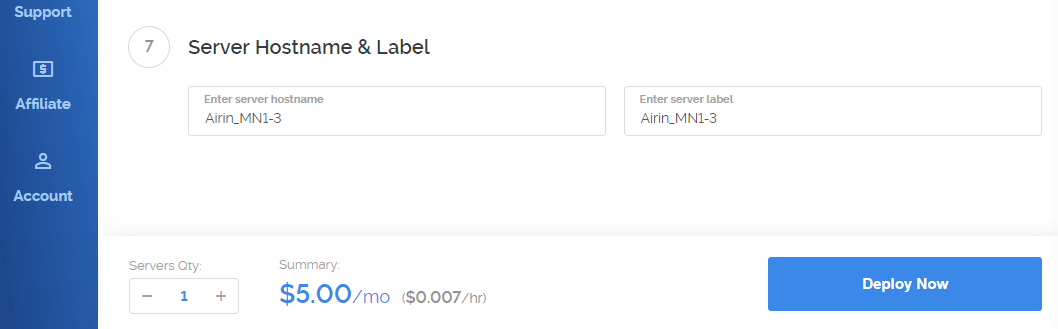 Support
$
Affiliate
Account
7
Server Hostname & Label
Enter server hostname
Airin_MN1-3
Enter server label
Airin_MN1-3
Servers Qty:
− 1 +
Summary:
$5.00/mo ($0.007/hr)
Deploy Now